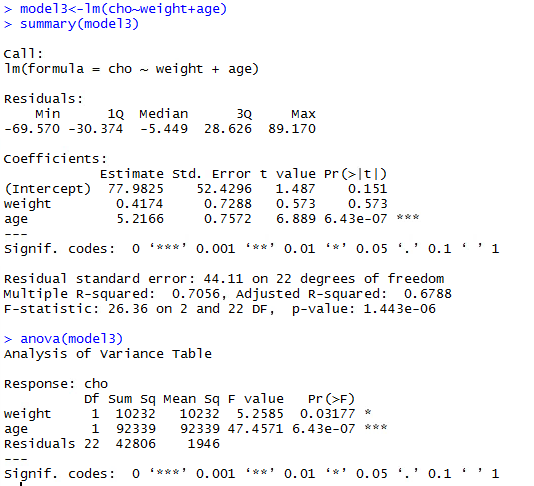 > model3<-lm(cho~weight+age)
> summary(model3)
Call:
lm(formula = cho ~ weight + age)
Residuals:
Min 1Q Median 3Q Max
-69.570 -30.374 -5.449 28.626 89.170
Coefficients:
Estimate Std. Error t value Pr(>|t|)
(Intercept) 77.9825 52.4296 1.487 0.151
weight 0.4174 0.7288 0.573 0.573
age 5.2166 0.7572 6.889 6.43e-07 ***
---
Signif. codes: 0 ‘***’ 0.001 ‘**’ 0.01 ‘*’ 0.05 ‘.’ 0.1 ‘ ’ 1
Residual standard error: 44.11 on 22 degrees of freedom
Multiple R-squared: 0.7056, Adjusted R-squared: 0.6788
F-statistic: 26.36 on 2 and 22 DF, p-value: 1.443e-06
> anova(model3)
Analysis of Variance Table
Response: cho
Df Sum Sq Mean Sq F value Pr(>F)
weight 1 10232 10232 5.2585 0.03177 *
age 1 92339 92339 47.4571 6.43e-07 ***
Residuals 22 42806 1946
---
Signif. codes: 0 ‘***’ 0.001 ‘**’ 0.01 ‘*’ 0.05 ‘.’ 0.1 ‘ ’ 1